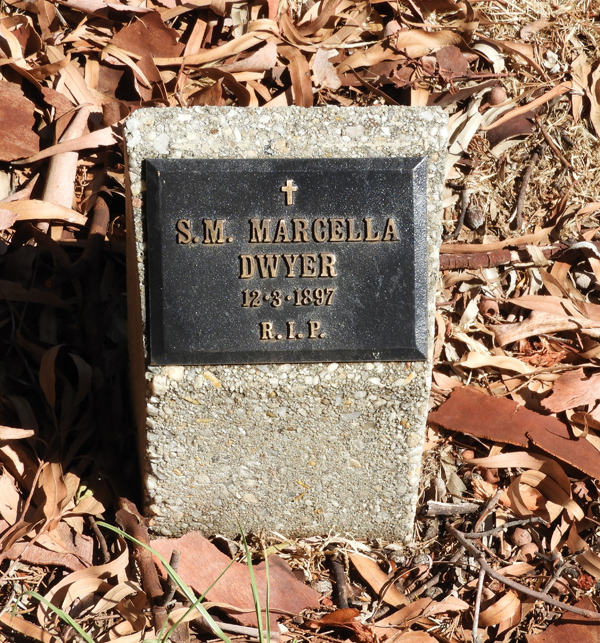 S.M. MARCELLA
DWYER
12·3·1897
R.I.P.